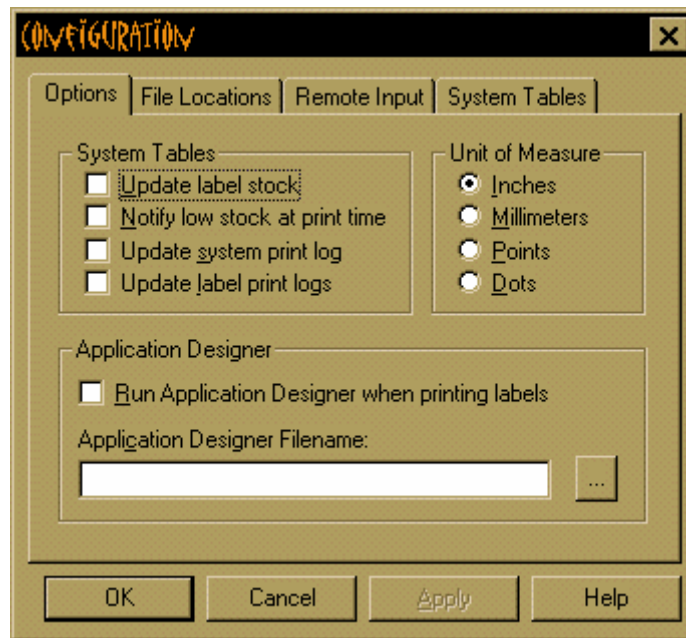 CONFIGURATION
Options File Locations Remote Input System Tables
System Tables
Update label stock
Notify low stock at print time
Update system print log
Update label print logs
Unit of Measure
Inches
Millimeters
Points
Dots
Application Designer
Run Application Designer when printing labels
Application Designer Filename:
...
OK Cancel Apply Help